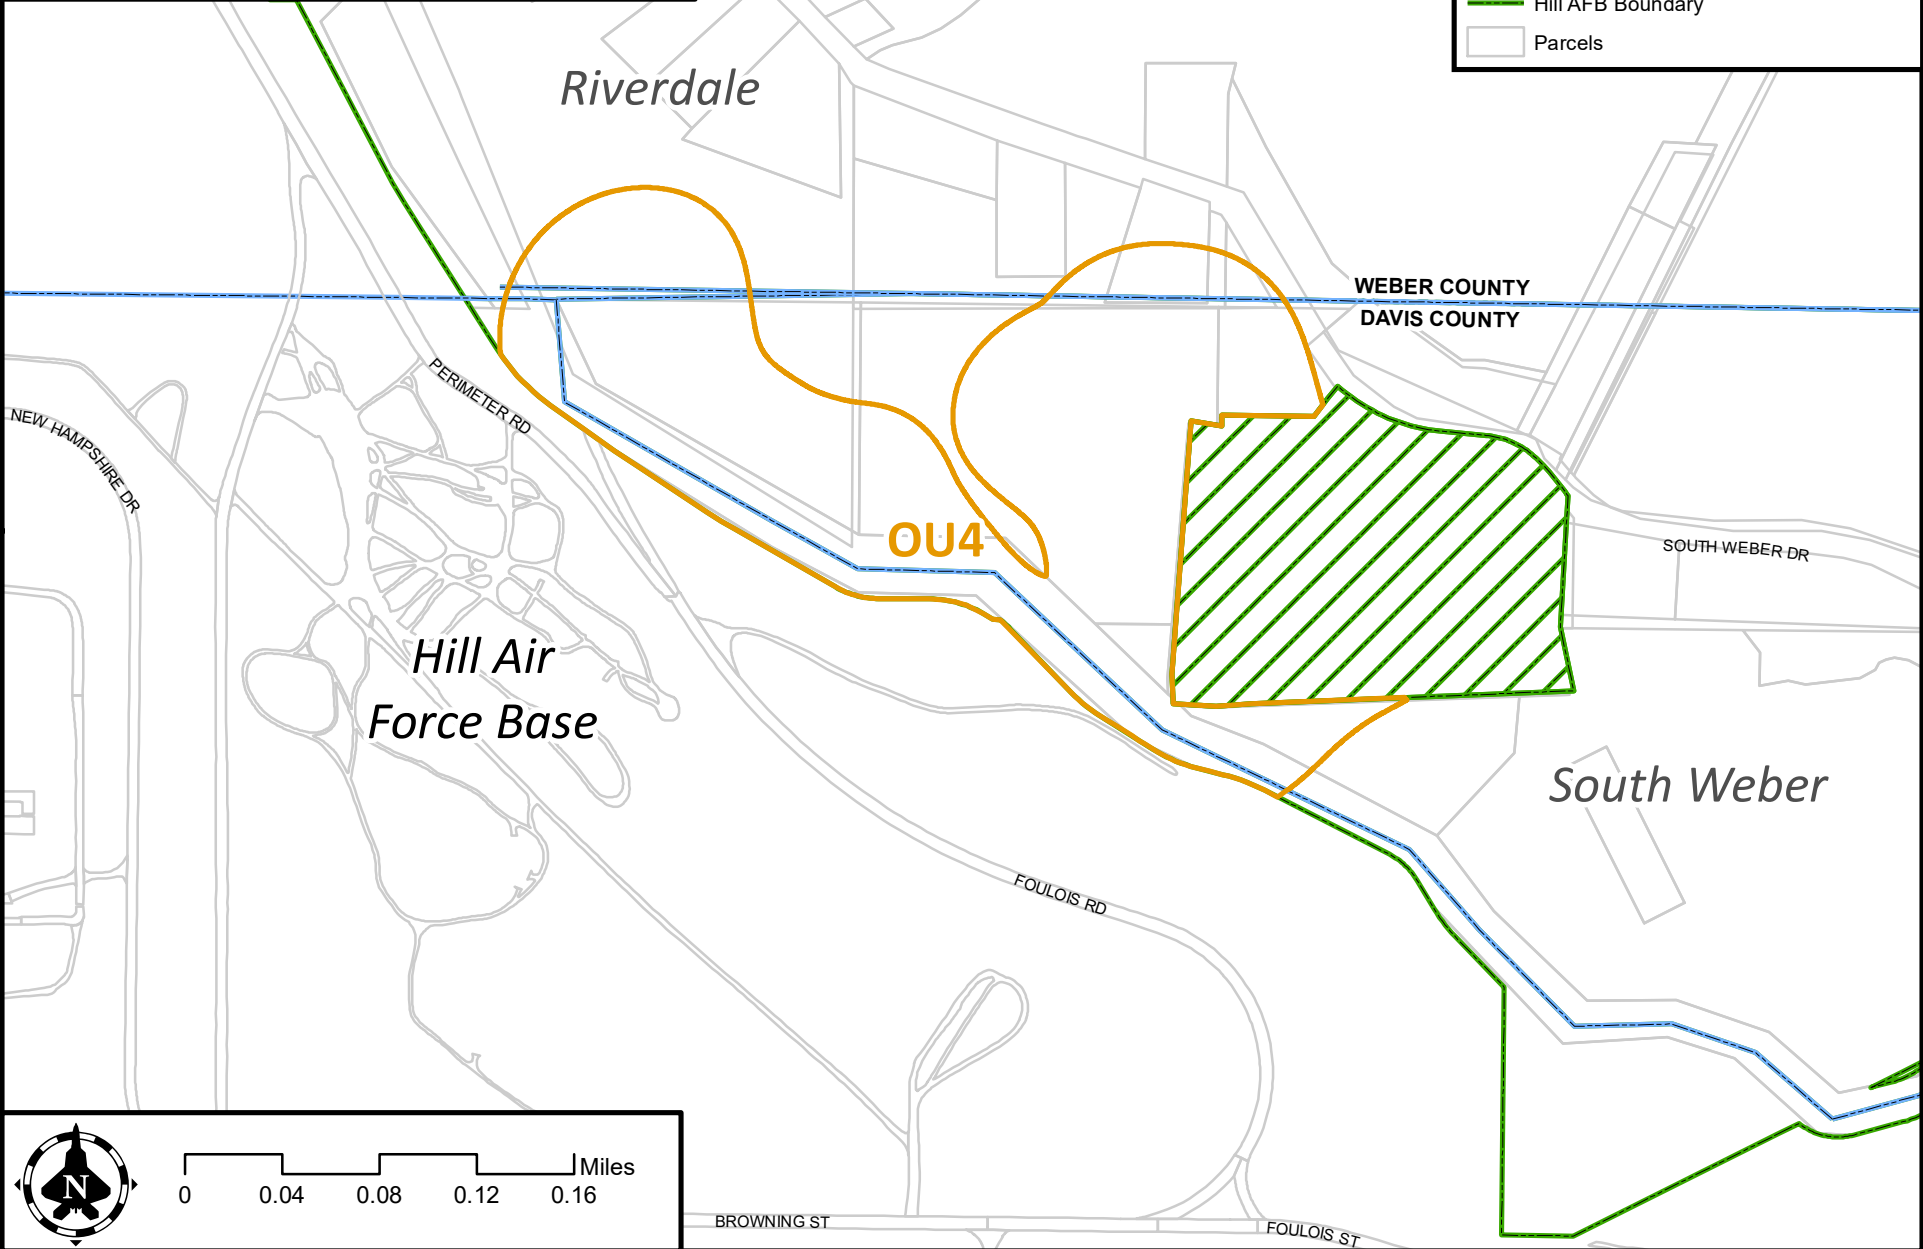 Hill AFB Boundary
Parcels
Riverdale
WEBER COUNTY
DAVIS COUNTY
PERIMETER RD
NEW HAMPSHIRE DR
OU4
SOUTH WEBER DR
Hill Air
Force Base
South Weber
FOULOIS RD
N
Miles
0 0.04 0.08 0.12 0.16
BROWNING ST
FOULOIS ST